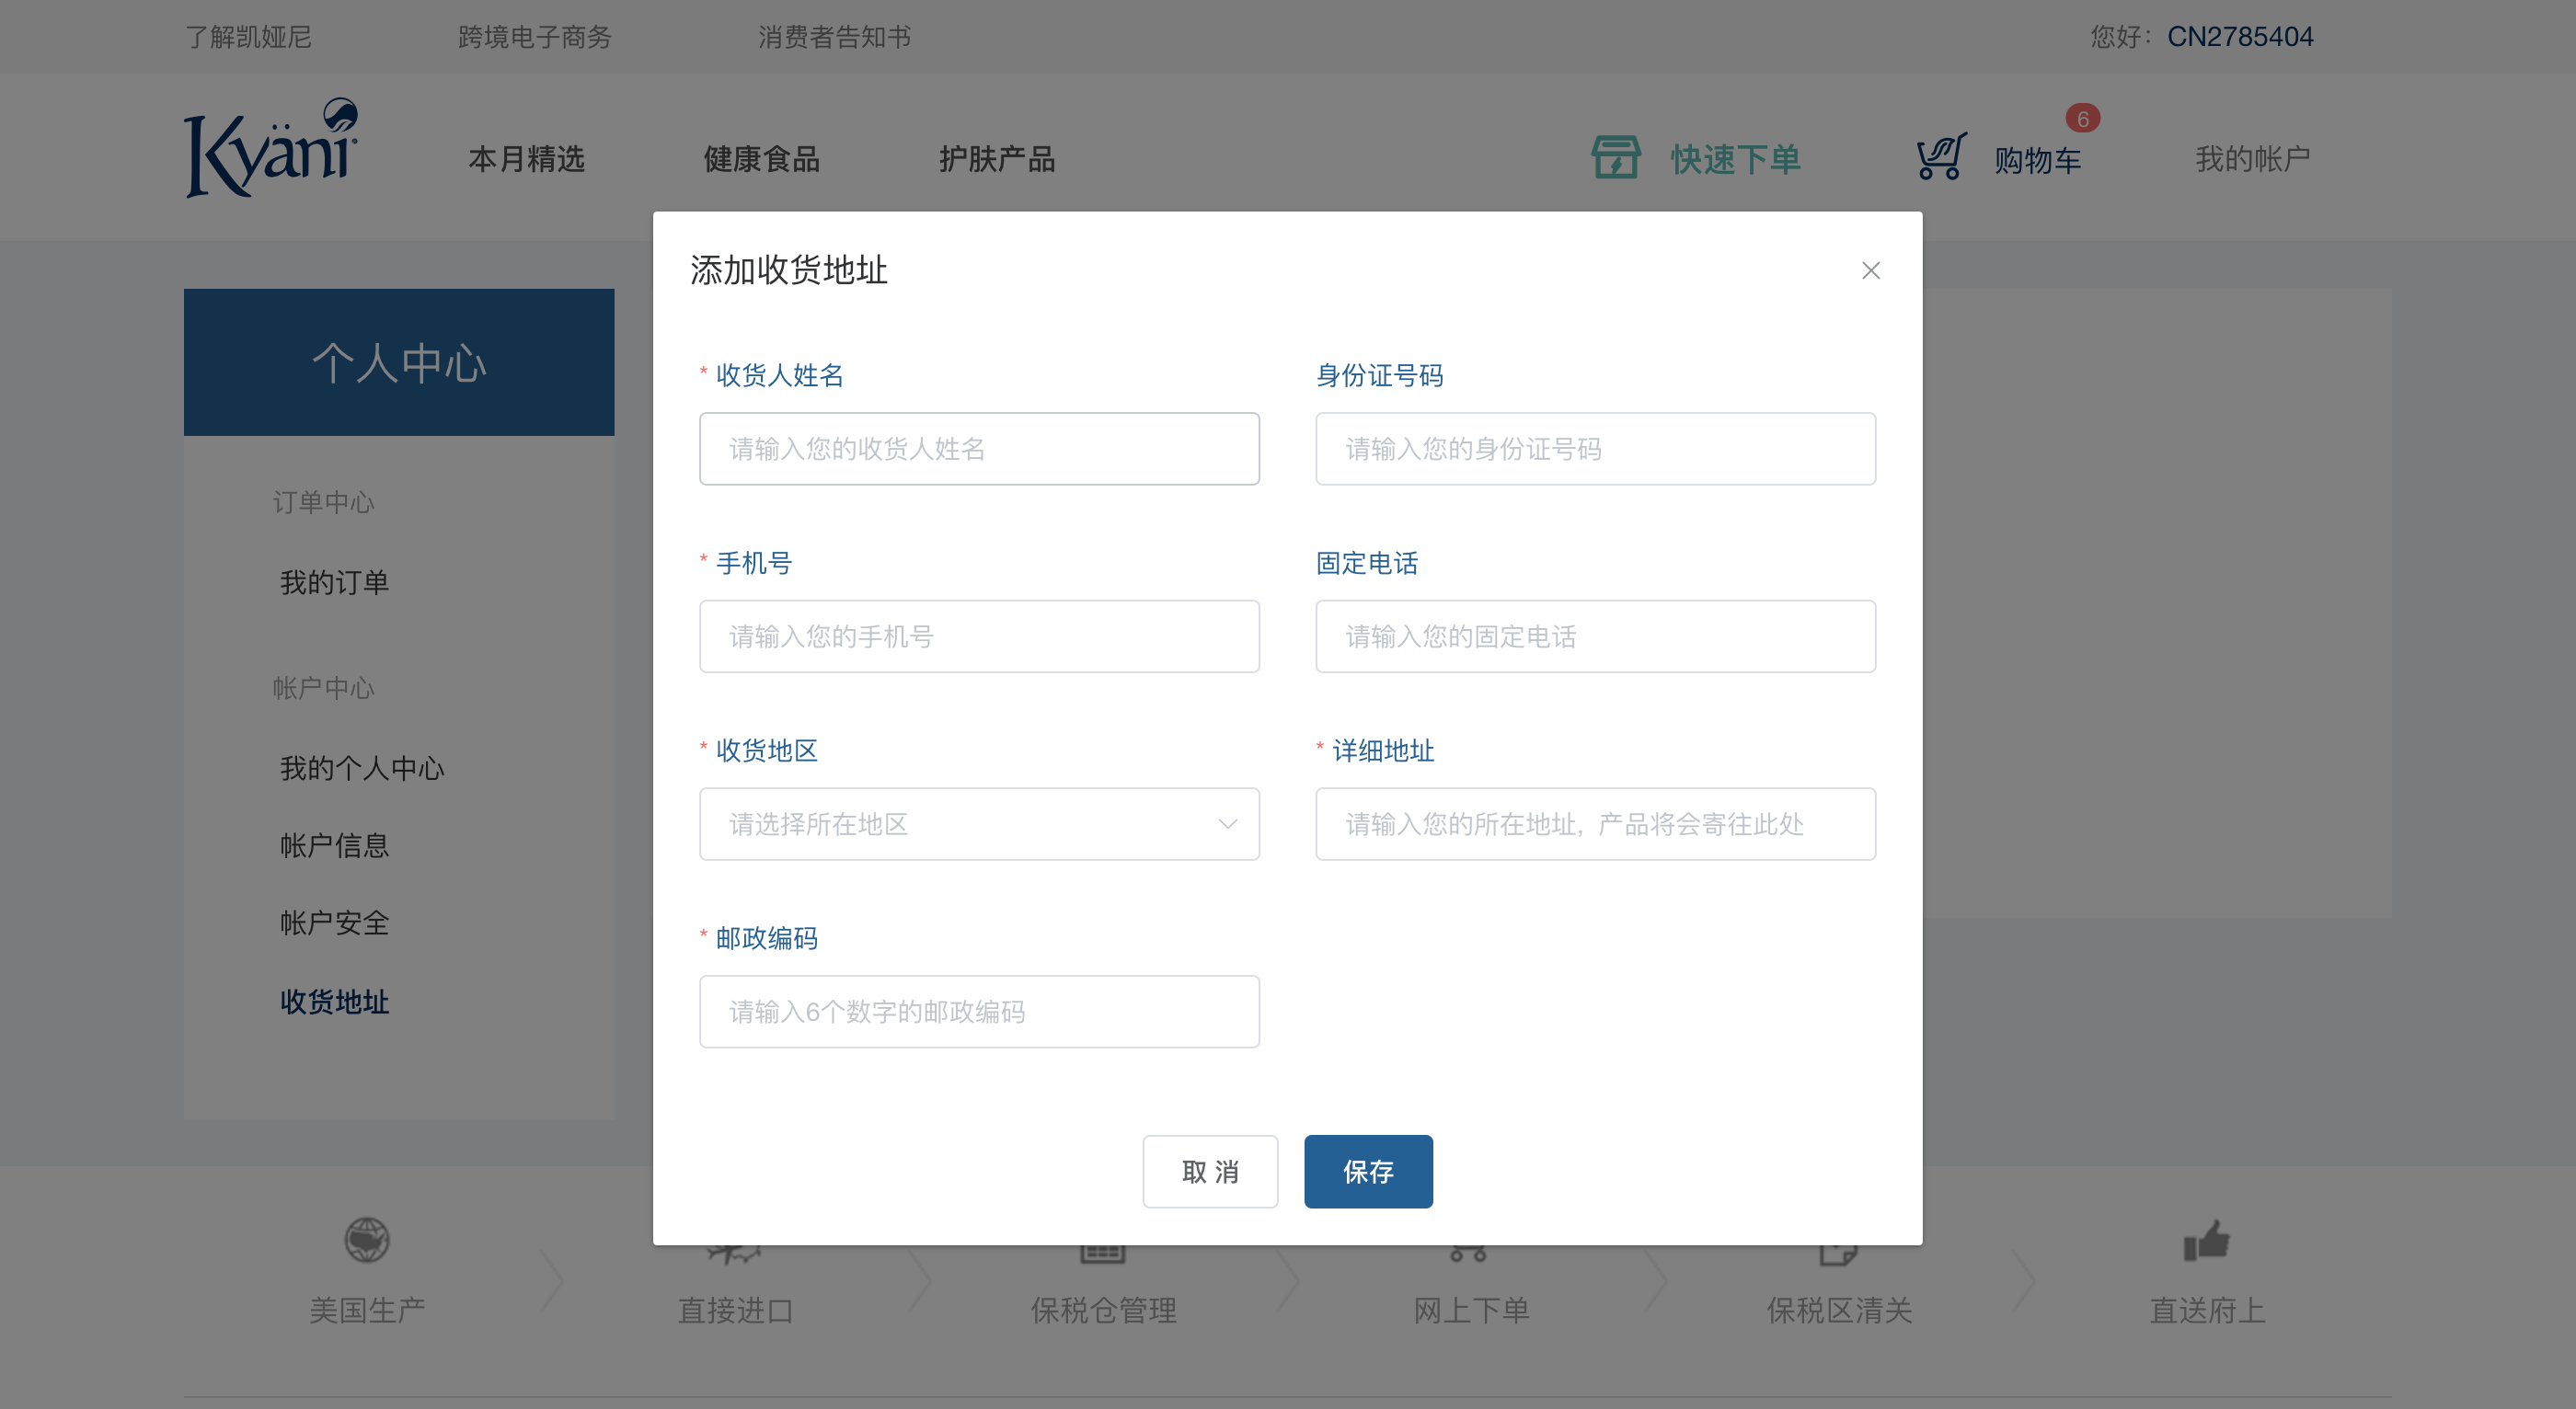 了解凯娅尼 跨境电子商务 消费者告知书 您好：CN2785404
Kyäni 本月精选 健康食品 护肤产品 快速下单 购物车 6 我的帐户
个人中心
订单中心
我的订单
帐户中心
我的个人中心
帐户信息
帐户安全
收货地址
添加收货地址
* 收货人姓名 身份证号码
请输入您的收货人姓名 请输入您的身份证号码
* 手机号 固定电话
请输入您的手机号 请输入您的固定电话
* 收货地区 * 详细地址
请选择所在地区 请输入您的所在地址，产品将会寄往此处
* 邮政编码
请输入6个数字的邮政编码
取 消 保存
美国生产 直接进口 保税仓管理 网上下单 保税区清关 直送府上